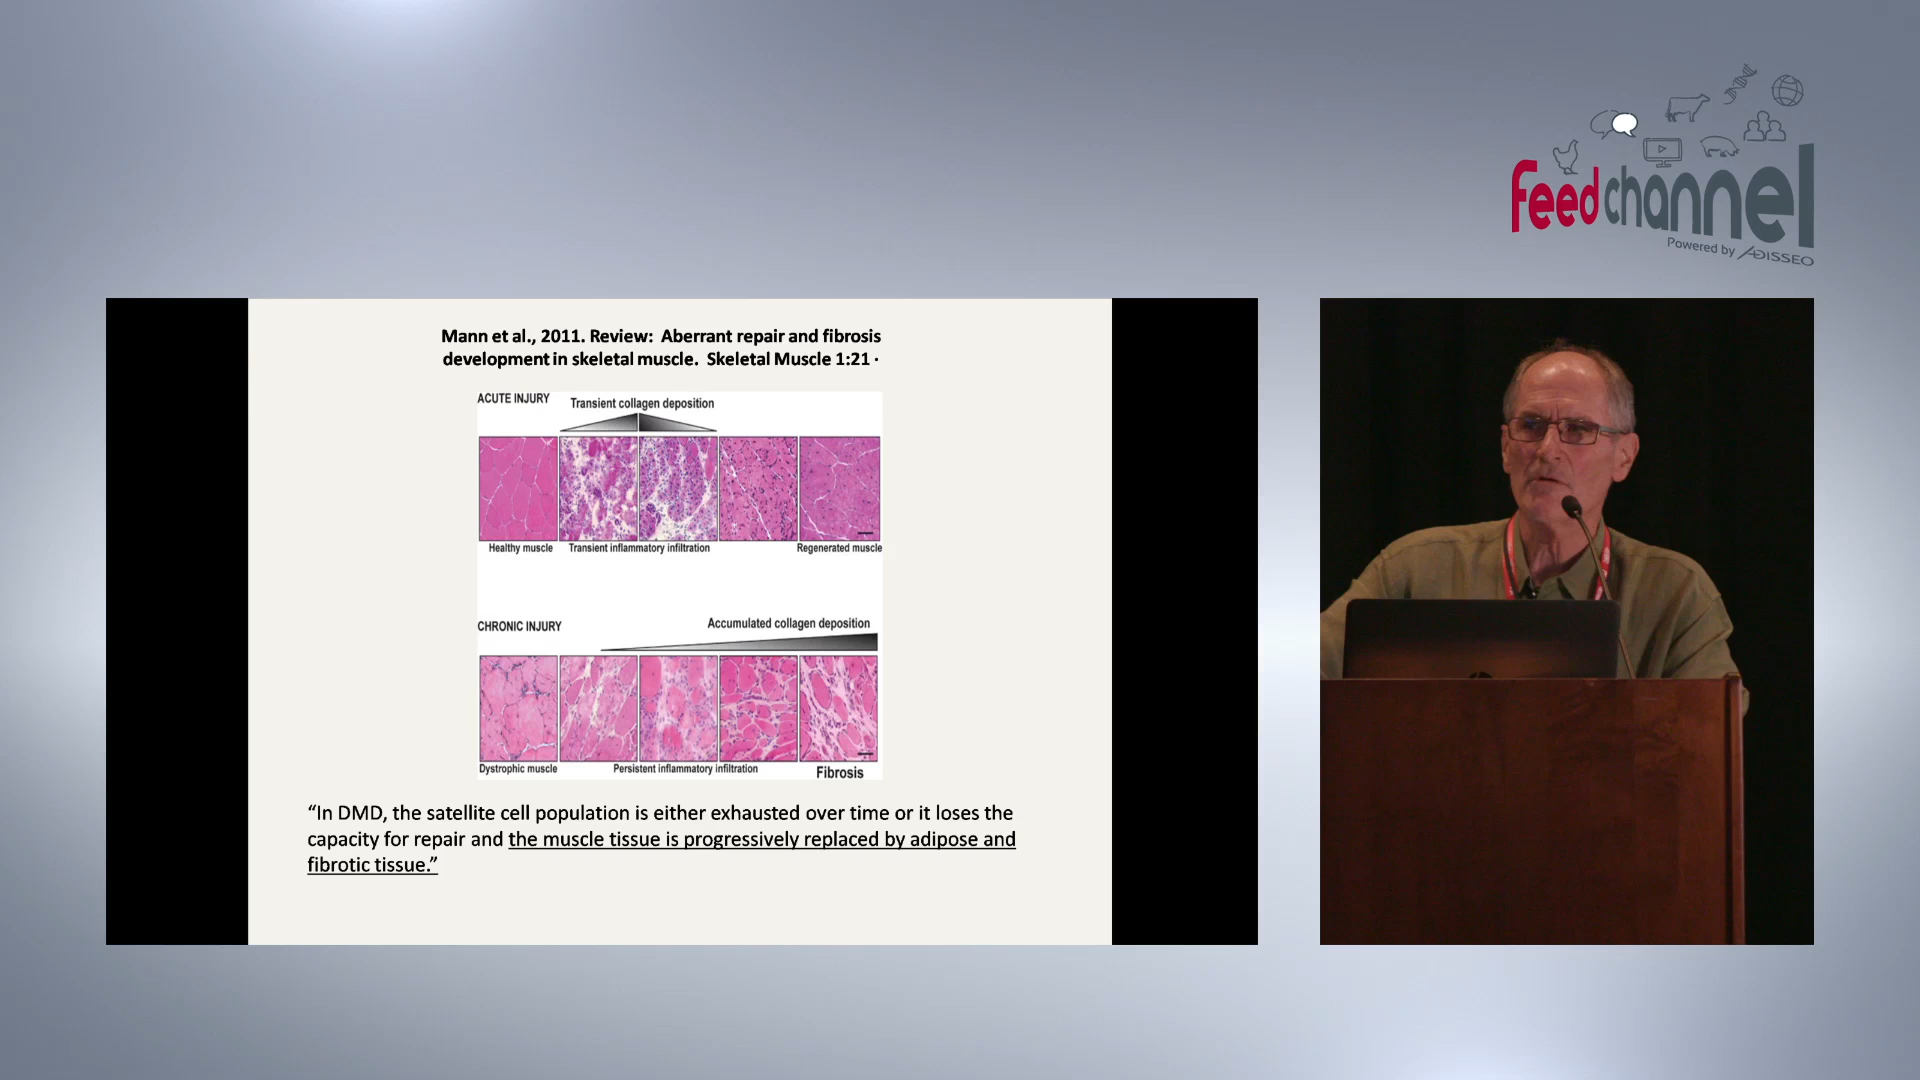 feedchannel
Powered by ADISSEO
Mann et al., 2011. Review: Aberrant repair and fibrosis
development in skeletal muscle. Skeletal Muscle 1:21 ·
ACUTE INJURY
Transient collagen deposition
Healthy muscle
Transient inflammatory infiltration
Regenerated muscle
CHRONIC INJURY
Accumulated collagen deposition
Dystrophic muscle
Persistent inflammatory infiltration
Fibrosis
“In DMD, the satellite cell population is either exhausted over time or it loses the
capacity for repair and the muscle tissue is progressively replaced by adipose and
fibrotic tissue.”